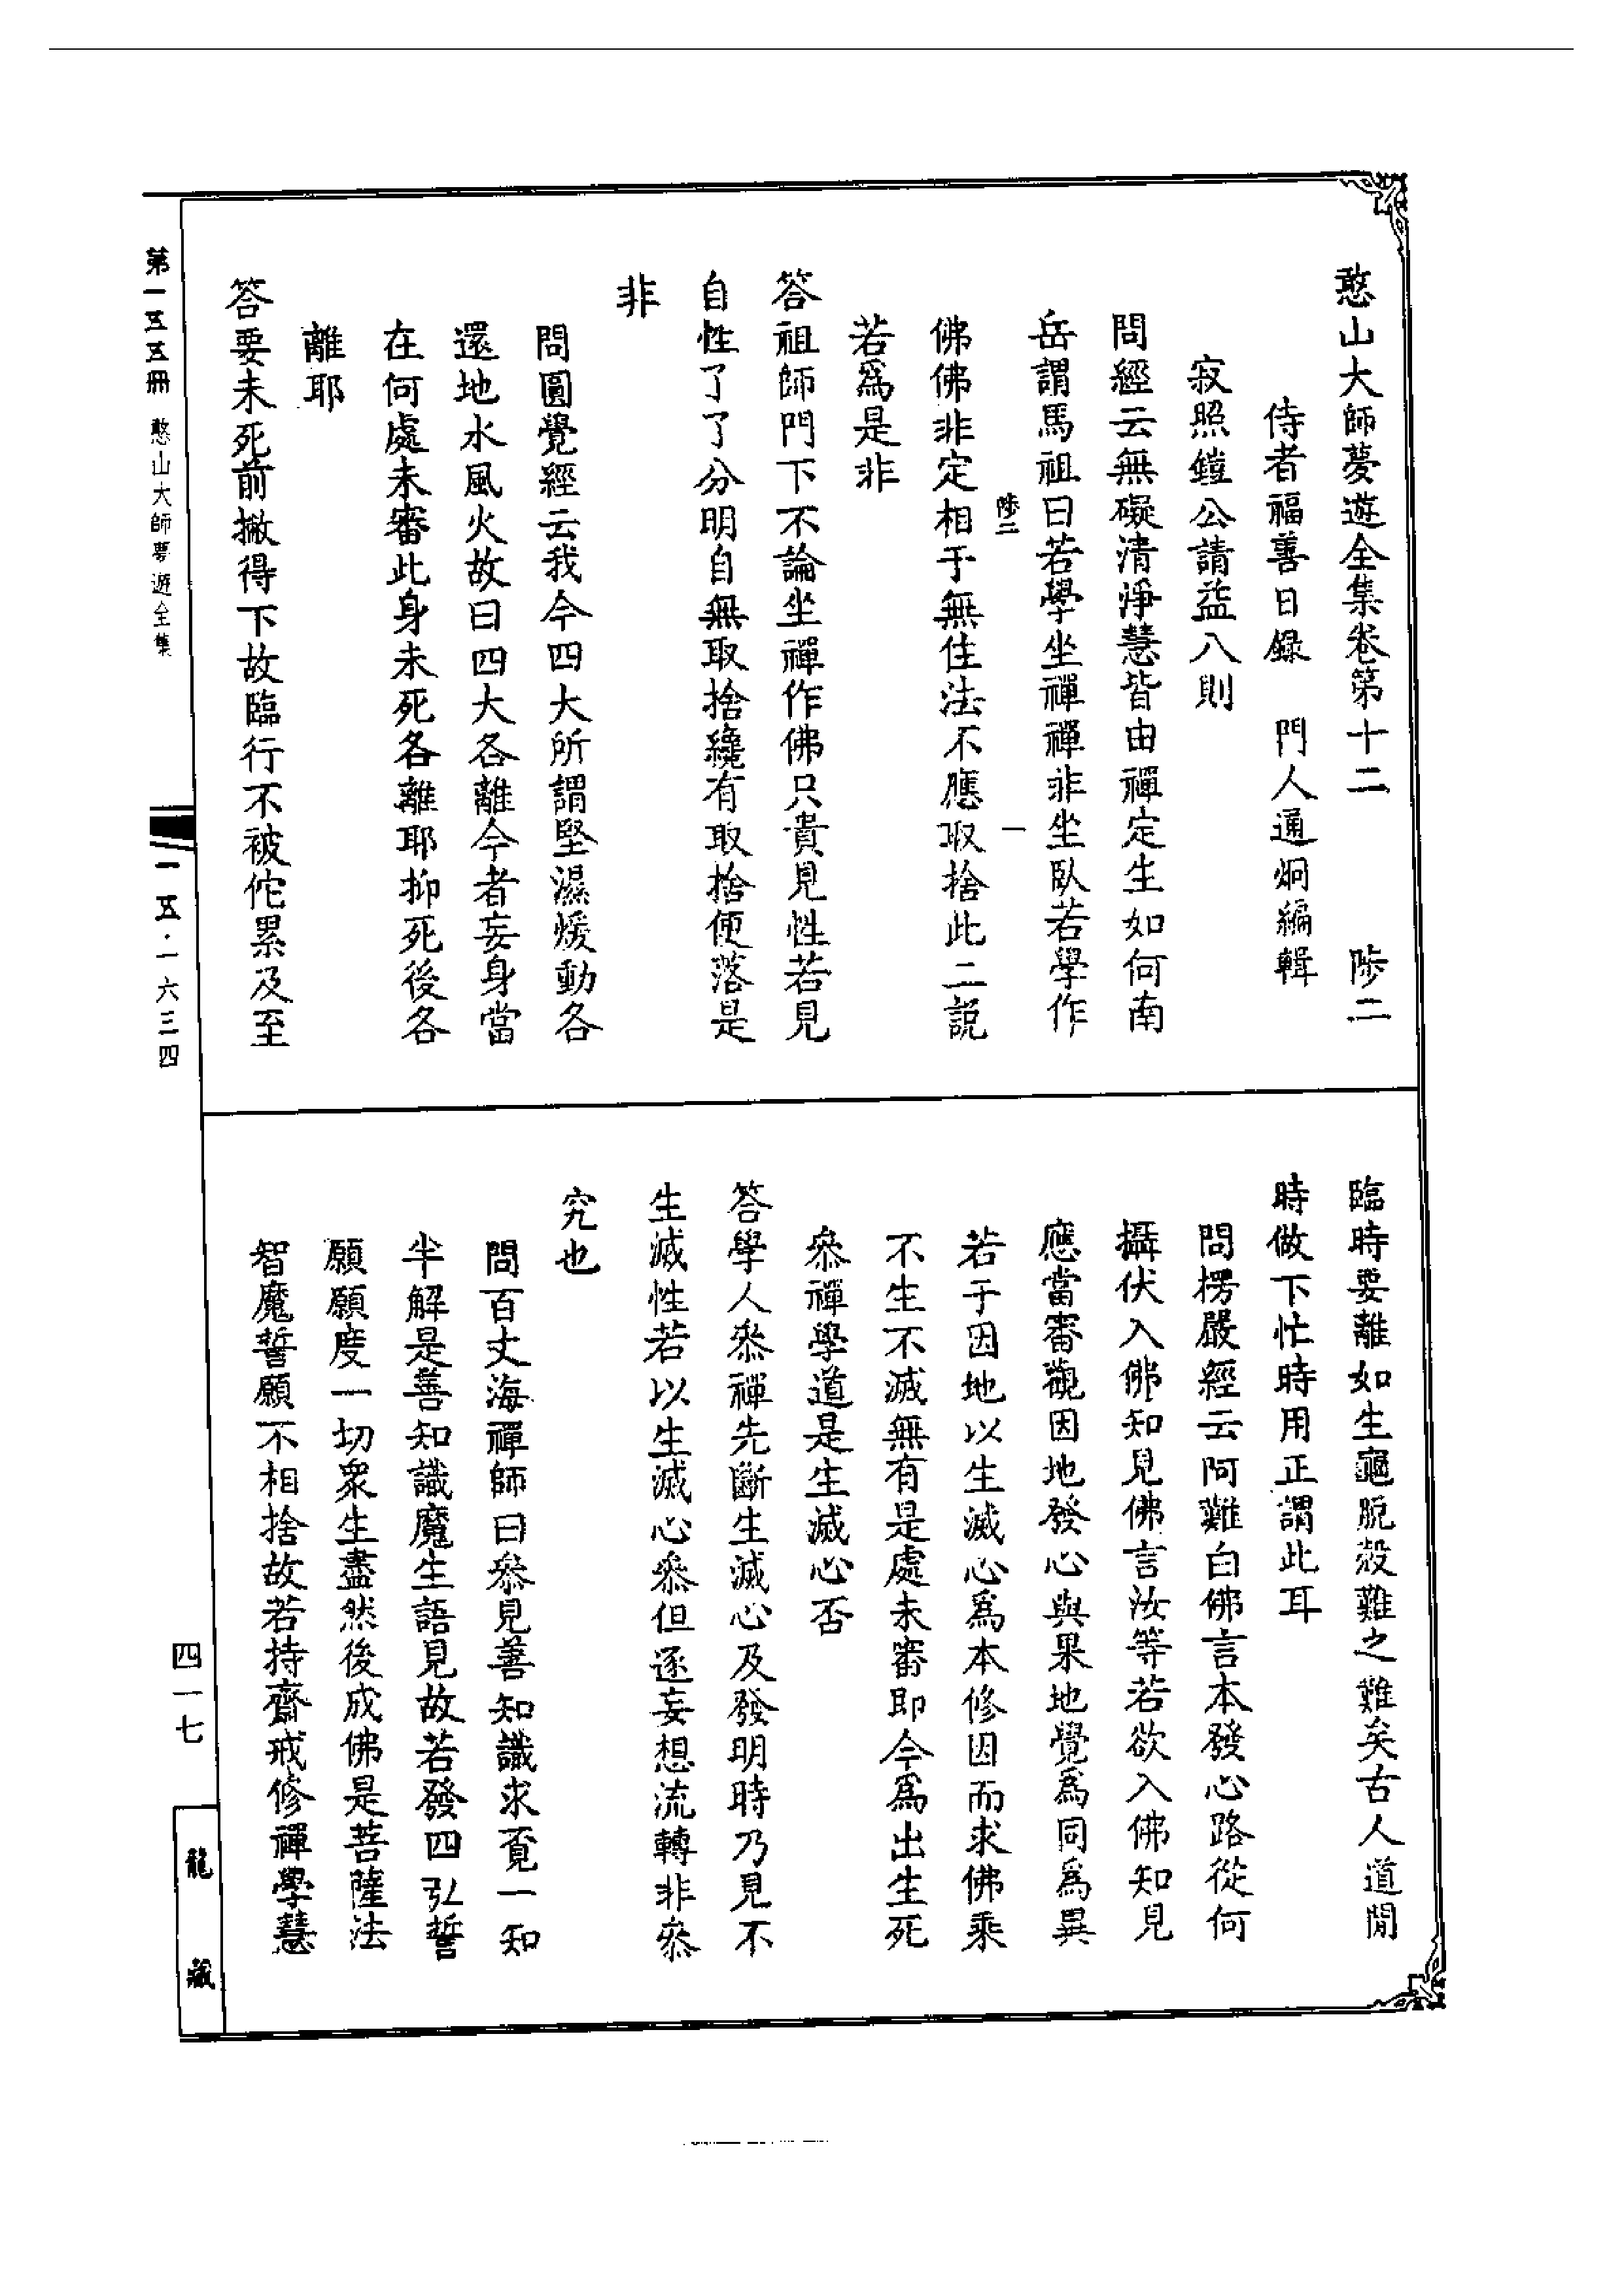 憨山大師夢遊全集卷第十二　陟二
侍者福善日錄　門人通炯編輯
寂照鎧公請益八則
問經云無礙清淨慧皆由禪定生如何南
岳謂馬祖曰若學坐禪禪非坐臥若學作
陟二　一
佛佛非定相于無住法不應取捨此二說
若爲是非
答祖師門下不論坐禪作佛只貴見性若見
自性了了分明自無取捨纔有取捨便落是
非
問圓覺經云我今四大所謂堅濕煖動各
還地水風火故曰四大各離今者妄身當
在何處未審此身未死各離耶抑死後各
離耶
答要未死前撇得下故臨行不被佗累及至
臨時要離如生龜脫殼難之難矣古人道閒
時做下忙時用正謂此耳
問楞嚴經云阿難白佛言本發心路從何
攝伏入佛知見佛言汝等若欲入佛知見
應當審觀因地發心與果地覺爲同爲異
若于因地以生滅心爲本修因而求佛乘
不生不滅無有是處未審即今爲出生死
叅禪學道是生滅心否
答學人叅禪先斷生滅心及發明時乃見不
生滅性若以生滅心叅但逐妄想流轉非叅
究也
問百丈海禪師曰叅見善知識求覔一知
半解是善知識魔生語見故若發四弘誓
願願度一切衆生盡然後成佛是菩薩法
智魔誓願不相捨故若持齋戒修禪學慧
第一五五冊　憨山大師夢遊全集
一五·一六三四
四一七
龍藏